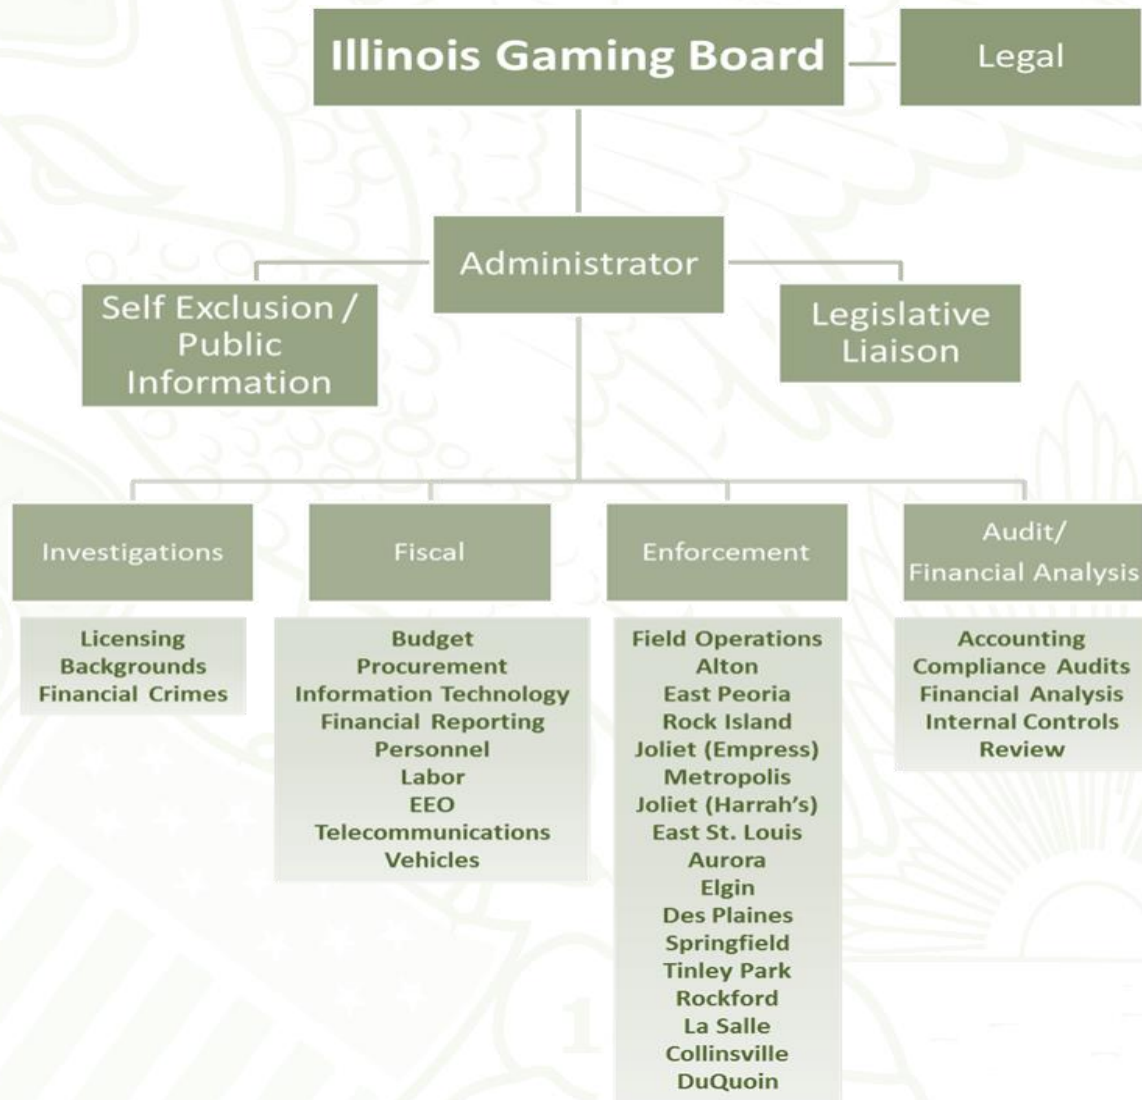 Illinois Gaming Board
Legal
Administrator
Self Exclusion /
Public
Information
Legislative
Liaison
Investigations
Licensing
Backgrounds
Financial Crimes
Fiscal
Budget
Procurement
Information Technology
Financial Reporting
Personnel
Labor
EEO
Telecommunications
Vehicles
Enforcement
Field Operations
Alton
East Peoria
Rock Island
Joliet (Empress)
Metropolis
Joliet (Harrah's)
East St. Louis
Aurora
Elgin
Des Plaines
Springfield
Tinley Park
Rockford
La Salle
Collinsville
DuQuoin
Audit/
Financial Analysis
Accounting
Compliance Audits
Financial Analysis
Internal Controls
Review